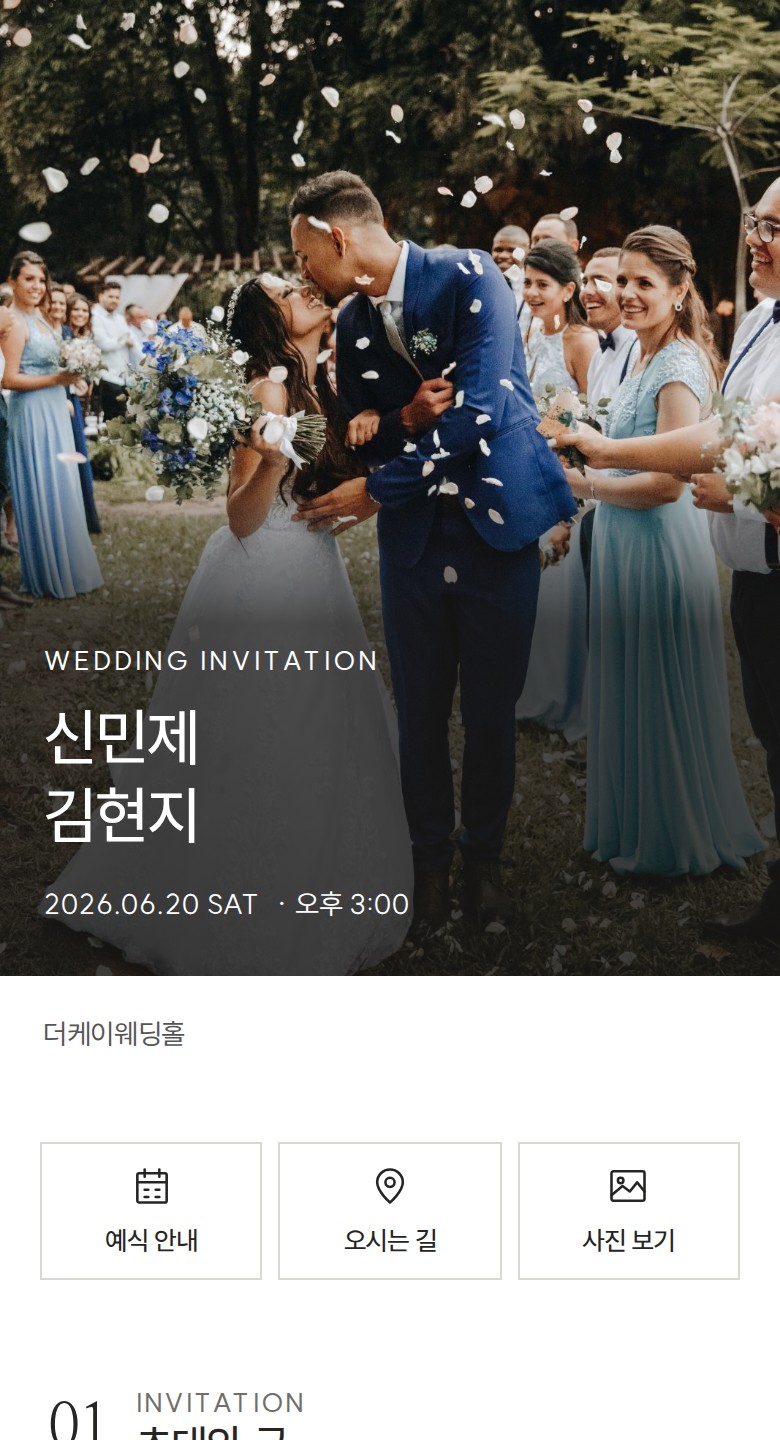 WEDDING INVITATION
신민제
김현지
2026.06.20 SAT · 오후 3:00
더케이웨딩홀
예식 안내
오시는 길
사진 보기
01
INVITATION